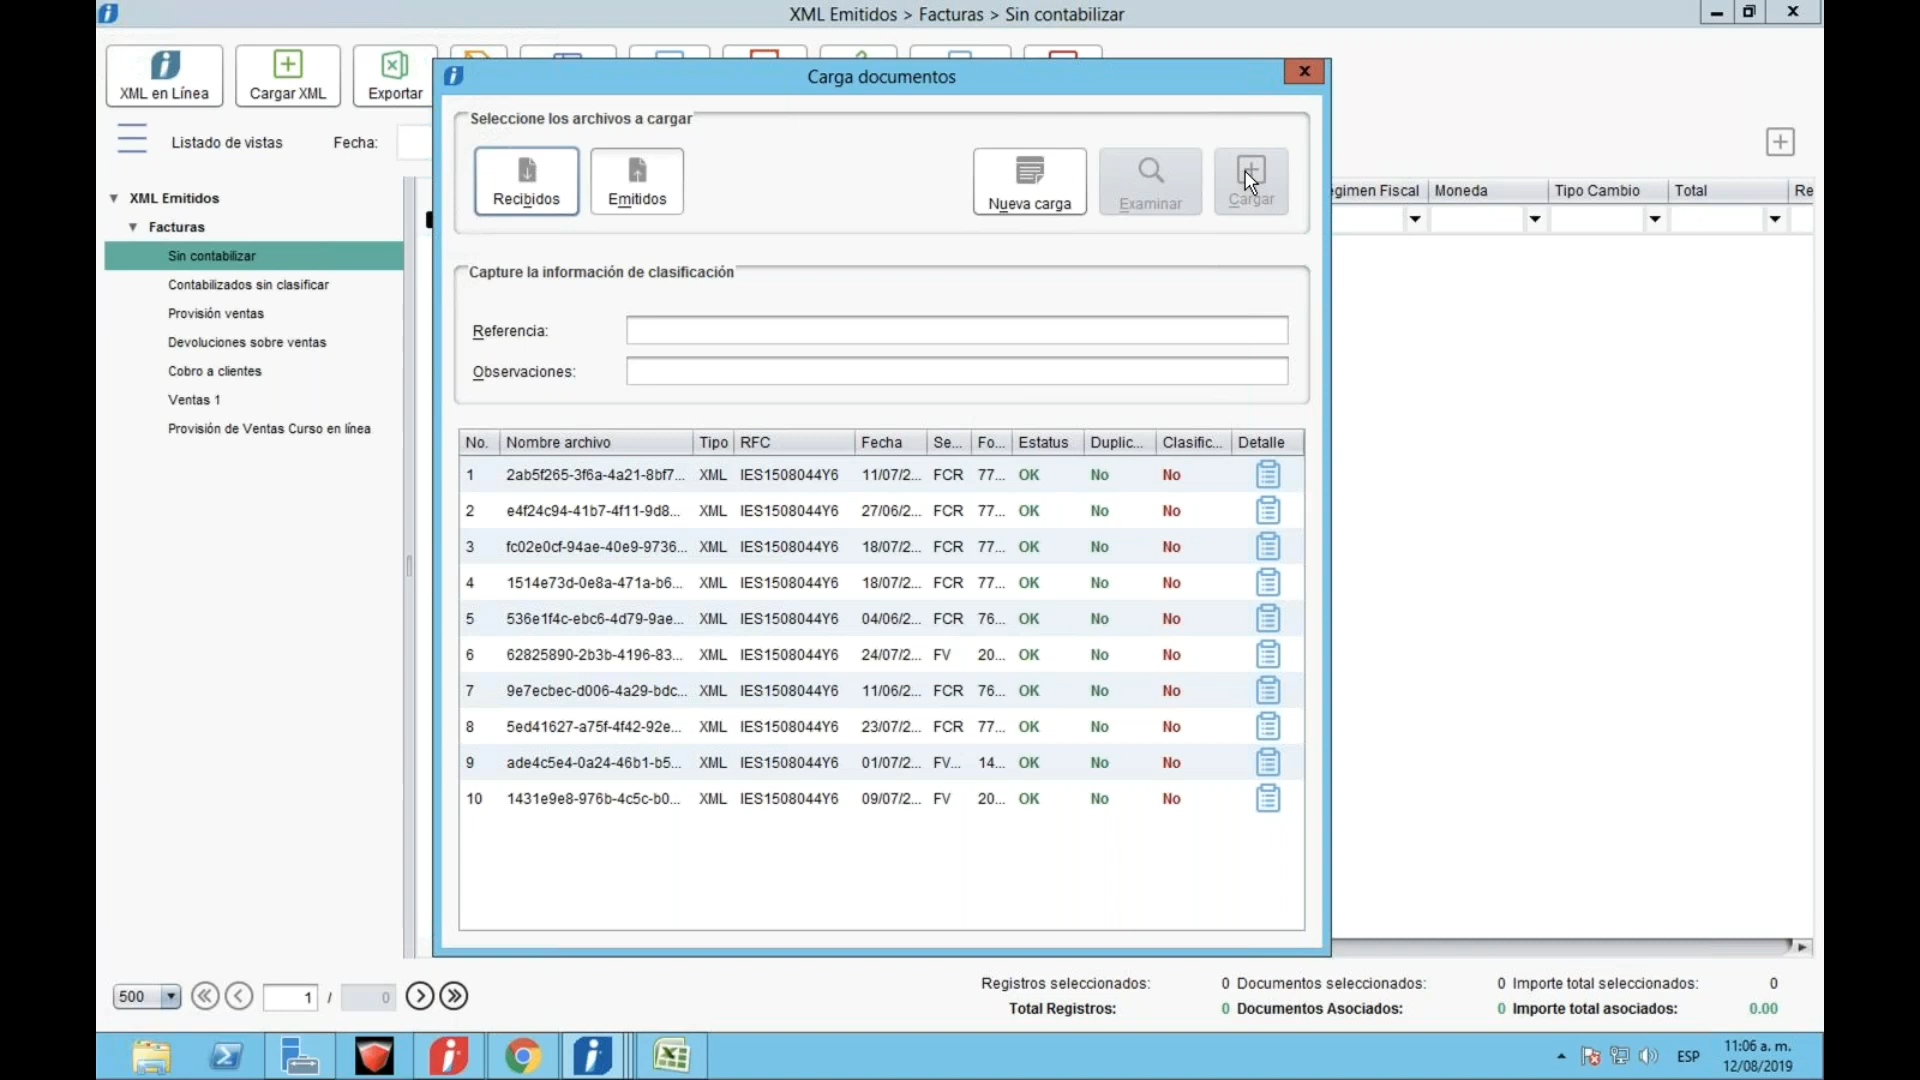 XML Emitidos > Facturas > Sin contabilizar
XML en Línea
Cargar XML
Exportar
Listado de vistas
Fecha:
XML Emitidos
Facturas
Sin contabilizar
Contabilizados sin clasificar
Provisión ventas
Devoluciones sobre ventas
Cobro a clientes
Ventas 1
Provisión de Ventas Curso en línea
Carga documentos
x
Seleccione los archivos a cargar
Recibidos
Emitidos
Nueva carga
Examinar
Cargar
Capture la información de clasificación
Referencia:
Observaciones:
No. Nombre archivo Tipo RFC Fecha Se... Fo... Estatus Duplic... Clasific... Detalle
1 2ab5f265-3f6a-4a21-8bf7... XML IES1508044Y6 11/07/2... FCR 77... OK No No
2 e4f24c94-41b7-4f11-9d8... XML IES1508044Y6 27/06/2... FCR 77... OK No No
3 fc02e0cf-94ae-40e9-9736... XML IES1508044Y6 18/07/2... FCR 77... OK No No
4 1514e73d-0e8a-471a-b6... XML IES1508044Y6 18/07/2... FCR 77... OK No No
5 536e1f4c-ebc6-4d79-9ae... XML IES1508044Y6 04/06/2... FCR 76... OK No No
6 62825890-2b3b-4196-83... XML IES1508044Y6 24/07/2... FV 20... OK No No
7 9e7ecbec-d006-4a29-bdc... XML IES1508044Y6 11/06/2... FCR 76... OK No No
8 5ed41627-a75f-4f42-92e... XML IES1508044Y6 23/07/2... FCR 77... OK No No
9 ade4c5e4-0a24-46b1-b5... XML IES1508044Y6 01/07/2... FV... 14... OK No No
10 1431e9e8-976b-4c5c-b0... XML IES1508044Y6 09/07/2... FV 20... OK No No
egimen Fiscal Moneda Tipo Cambio Total Re
500 1 / 0
Registros seleccionados: 0 Documentos seleccionados: 0 Importe total seleccionados: 0
Total Registros: 0 Documentos Asociados: 0 Importe total asociados: 0.00
ESP
11:06 a. m.
12/08/2019